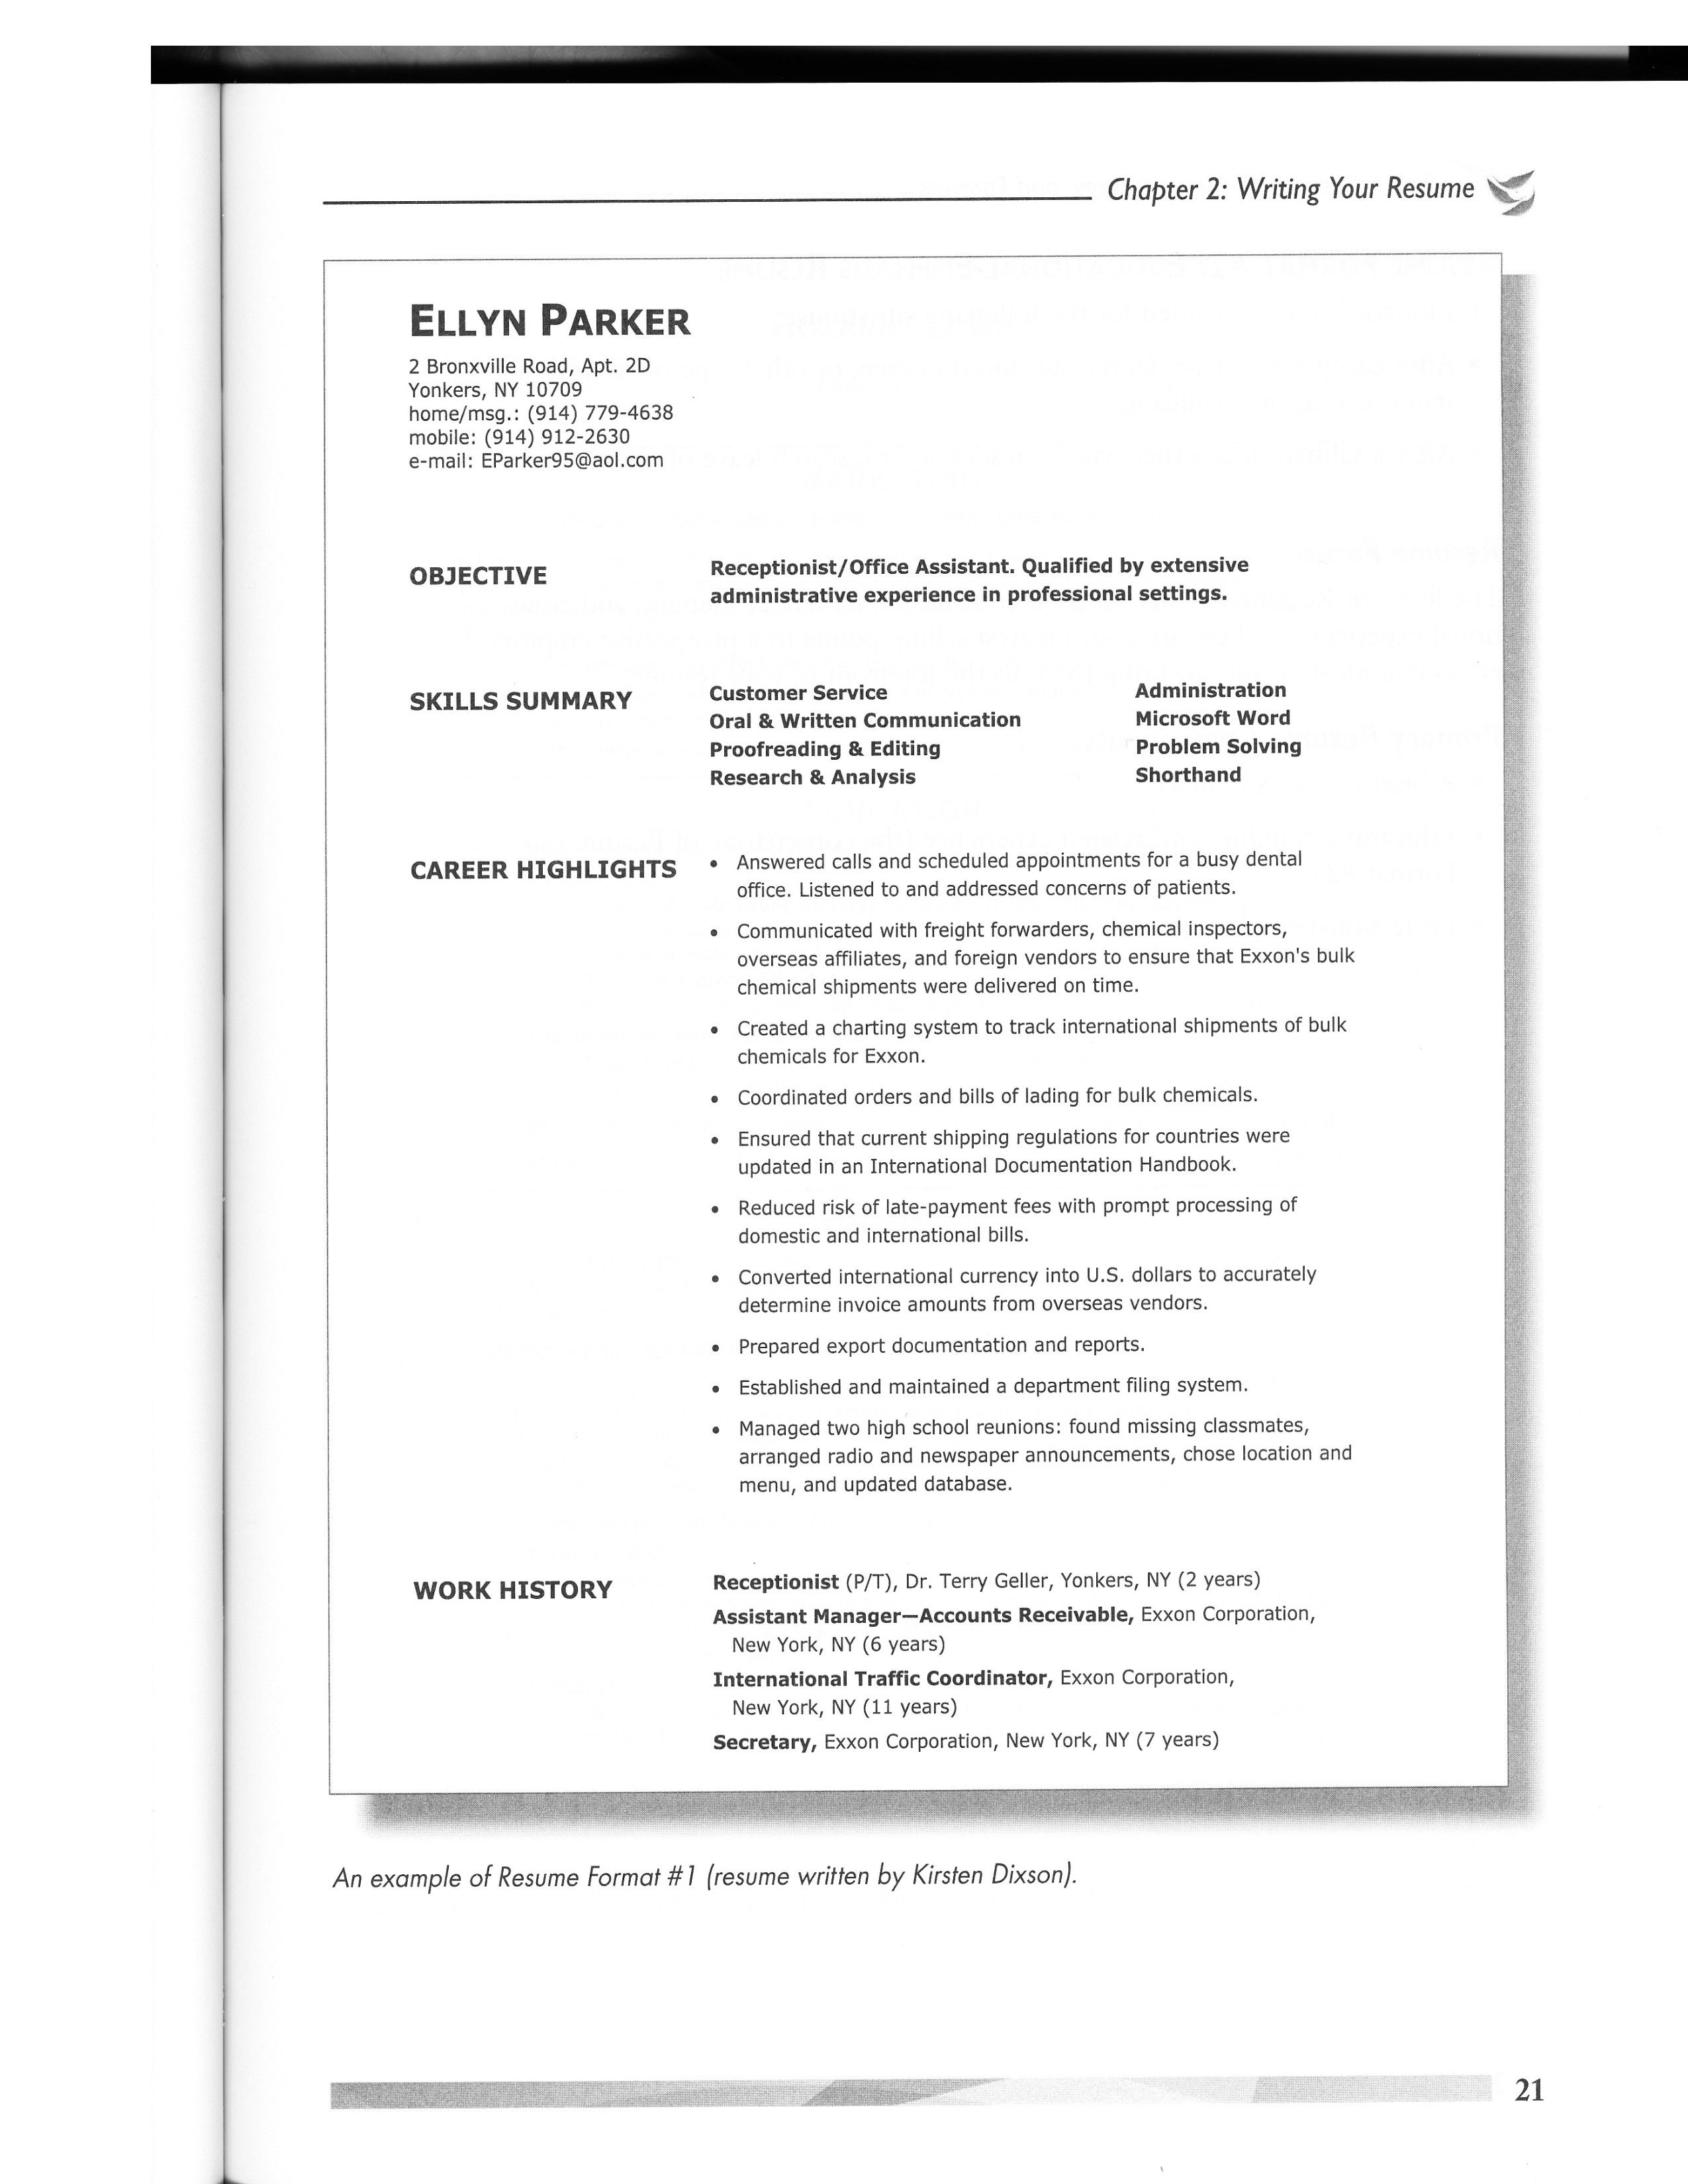 Chapter 2: Writing Your Resume
ELLYN PARKER
2 Bronxville Road, Apt. 2D
Yonkers, NY 10709
home/msg.: (914) 779-4638
mobile: (914) 912-2630
e-mail: EParker95@aol.com
OBJECTIVE
Receptionist/Office Assistant. Qualified by extensive
administrative experience in professional settings.
SKILLS SUMMARY
Customer Service
Oral & Written Communication
Proofreading & Editing
Research & Analysis
Administration
Microsoft Word
Problem Solving
Shorthand
CAREER HIGHLIGHTS
• Answered calls and scheduled appointments for a busy dental
office. Listened to and addressed concerns of patients.
• Communicated with freight forwarders, chemical inspectors,
overseas affiliates, and foreign vendors to ensure that Exxon's bulk
chemical shipments were delivered on time.
• Created a charting system to track international shipments of bulk
chemicals for Exxon.
• Coordinated orders and bills of lading for bulk chemicals.
• Ensured that current shipping regulations for countries were
updated in an International Documentation Handbook.
• Reduced risk of late-payment fees with prompt processing of
domestic and international bills.
• Converted international currency into U.S. dollars to accurately
determine invoice amounts from overseas vendors.
• Prepared export documentation and reports.
• Established and maintained a department filing system.
• Managed two high school reunions: found missing classmates,
arranged radio and newspaper announcements, chose location and
menu, and updated database.
WORK HISTORY
Receptionist (P/T), Dr. Terry Geller, Yonkers, NY (2 years)
Assistant Manager—Accounts Receivable, Exxon Corporation,
New York, NY (6 years)
International Traffic Coordinator, Exxon Corporation,
New York, NY (11 years)
Secretary, Exxon Corporation, New York, NY (7 years)
An example of Resume Format #1 (resume written by Kirsten Dixson).
21